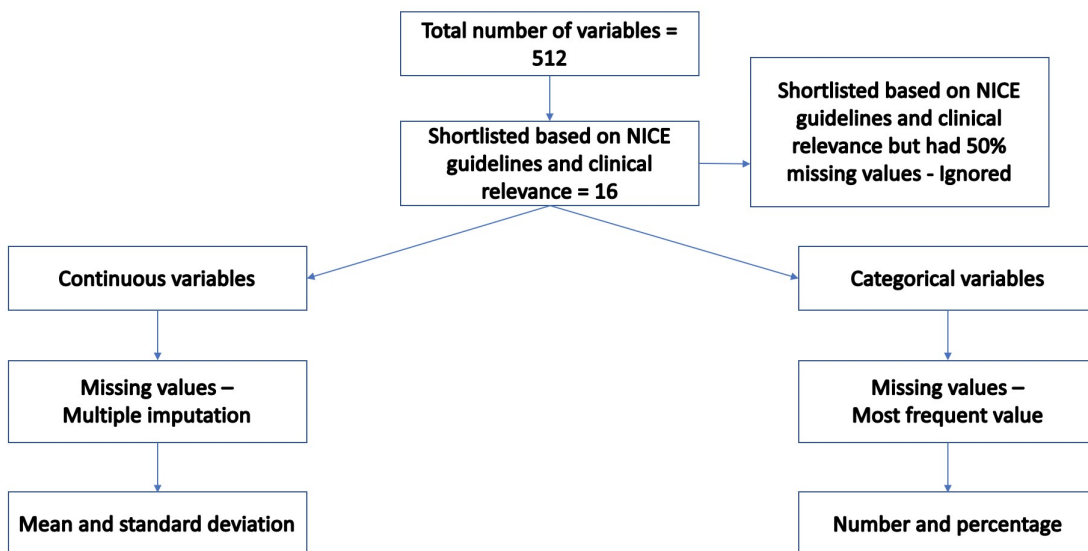 Total number of variables =
512
Shortlisted based on NICE
guidelines and clinical
relevance but had 50%
missing values - Ignored
Shortlisted based on NICE
guidelines and clinical
relevance = 16
Continuous variables
Categorical variables
Missing values –
Multiple imputation
Missing values –
Most frequent value
Mean and standard deviation
Number and percentage